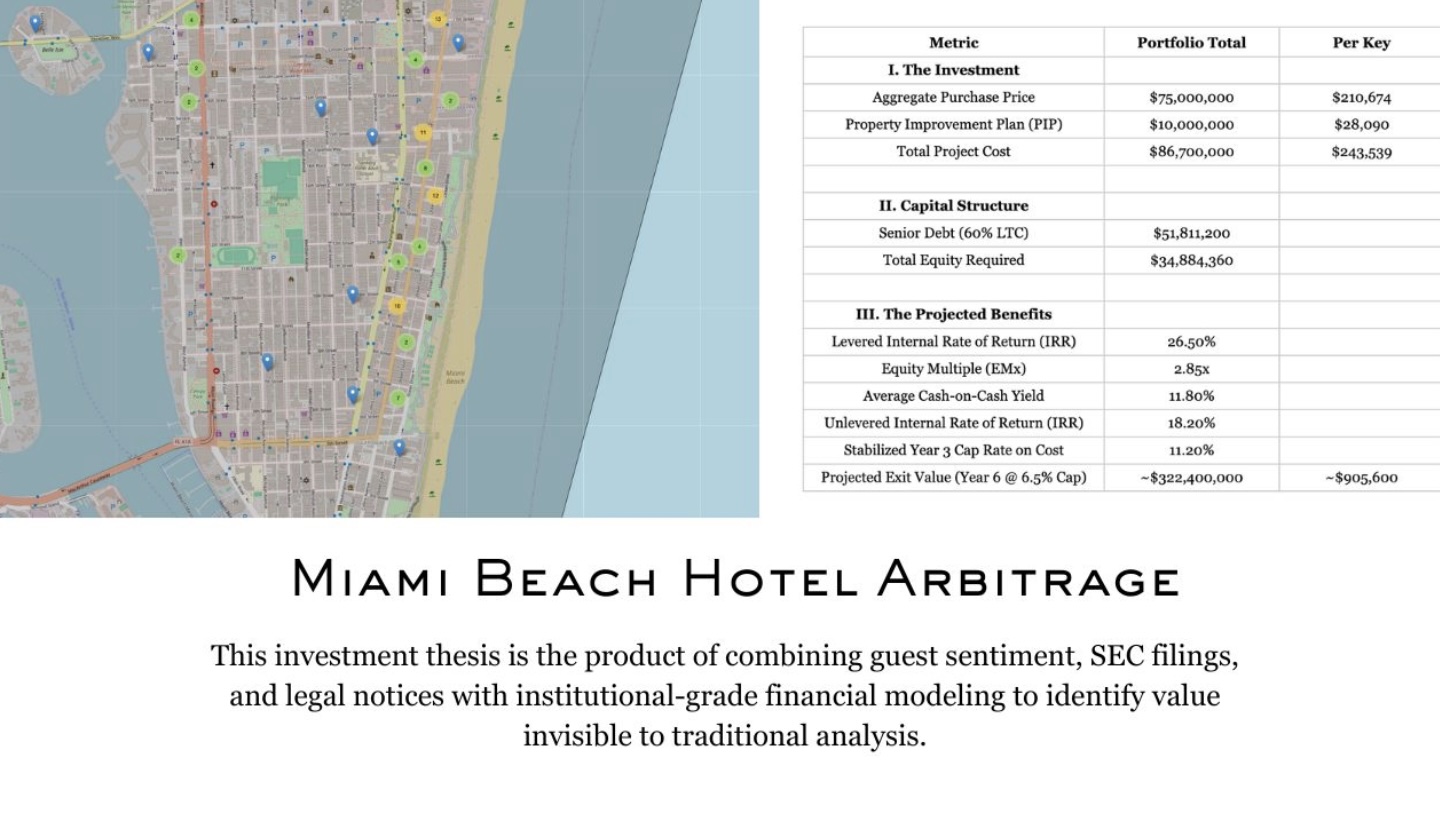 Belle Isle
Miami
Beach
Metric Portfolio Total Per Key
I. The Investment
Aggregate Purchase Price $75,000,000 $210,674
Property Improvement Plan (PIP) $10,000,000 $28,090
Total Project Cost $86,700,000 $243,539
II. Capital Structure
Senior Debt (60% LTC) $51,811,200
Total Equity Required $34,884,360
III. The Projected Benefits
Levered Internal Rate of Return (IRR) 26.50%
Equity Multiple (EMx) 2.85x
Average Cash-on-Cash Yield 11.80%
Unlevered Internal Rate of Return (IRR) 18.20%
Stabilized Year 3 Cap Rate on Cost 11.20%
Projected Exit Value (Year 6 @ 6.5% Cap) ~$322,400,000 ~$905,600
Miami Beach Hotel Arbitrage
This investment thesis is the product of combining guest sentiment, SEC filings,
and legal notices with institutional-grade financial modeling to identify value
invisible to traditional analysis.